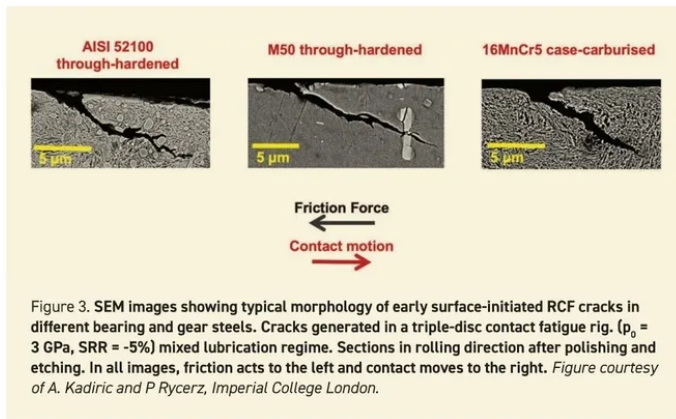 AISI 52100
through-hardened
M50 through-hardened
16MnCr5 case-carburised
5 µm
5 µm
5 µm
Friction Force
Contact motion
Figure 3. SEM images showing typical morphology of early surface-initiated RCF cracks in
different bearing and gear steels. Cracks generated in a triple-disc contact fatigue rig. (p₀ =
3 GPa, SRR = -5%) mixed lubrication regime. Sections in rolling direction after polishing and
etching. In all images, friction acts to the left and contact moves to the right. Figure courtesy
of A. Kadiric and P Rycerz, Imperial College London.